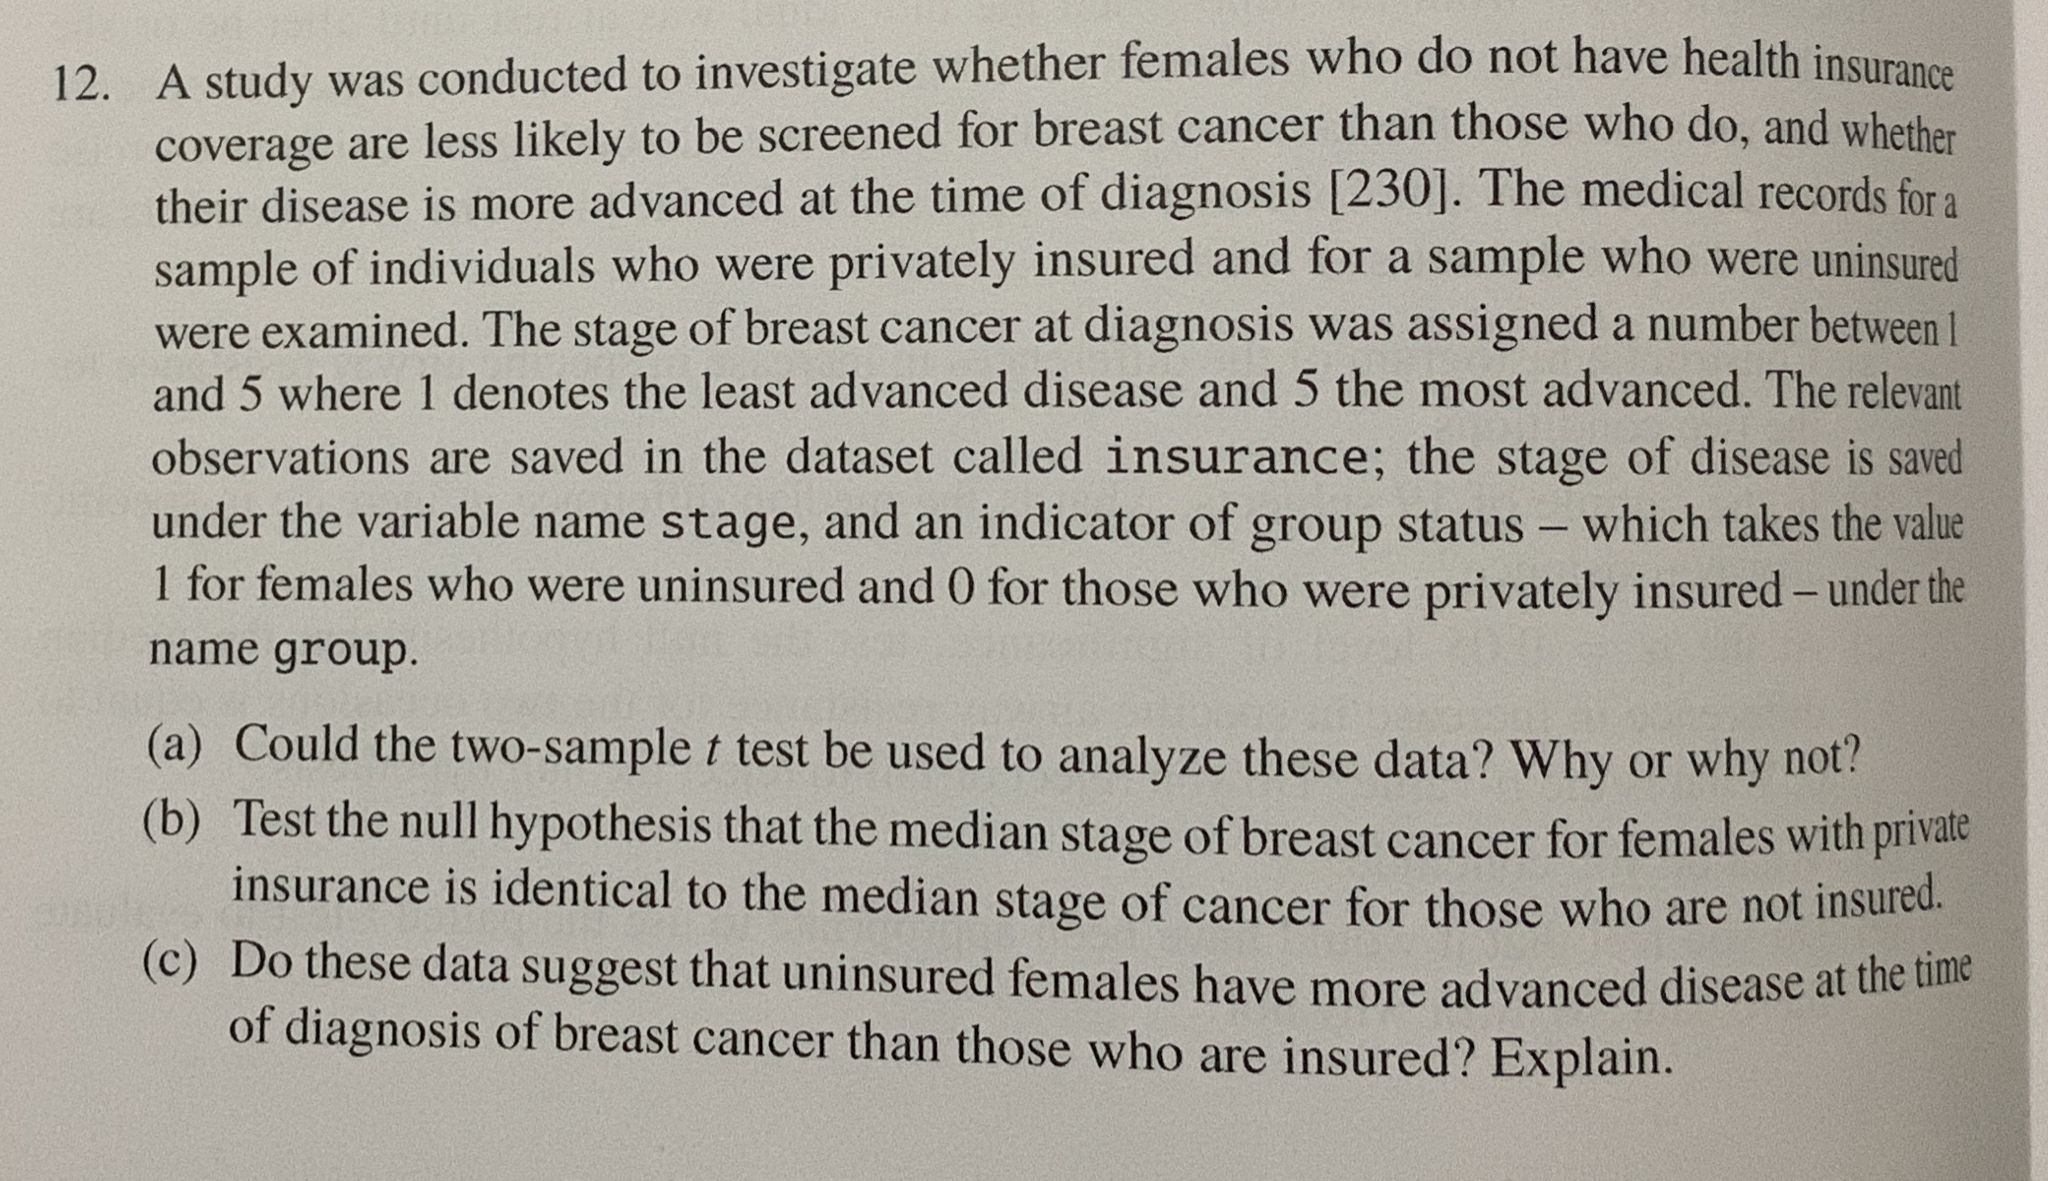 12. A study was conducted to investigate whether females who do not have health insurance
coverage are less likely to be screened for breast cancer than those who do, and whether
their disease is more advanced at the time of diagnosis [230]. The medical records for a
sample of individuals who were privately insured and for a sample who were uninsured
were examined. The stage of breast cancer at diagnosis was assigned a number between 1
and 5 where 1 denotes the least advanced disease and 5 the most advanced. The relevant
observations are saved in the dataset called insurance; the stage of disease is saved
under the variable name stage, and an indicator of group status – which takes the value
1 for females who were uninsured and 0 for those who were privately insured – under the
name group.
(a) Could the two-sample t test be used to analyze these data? Why or why not?
(b) Test the null hypothesis that the median stage of breast cancer for females with private
insurance is identical to the median stage of cancer for those who are not insured.
(c) Do these data suggest that uninsured females have more advanced disease at the time
of diagnosis of breast cancer than those who are insured? Explain.